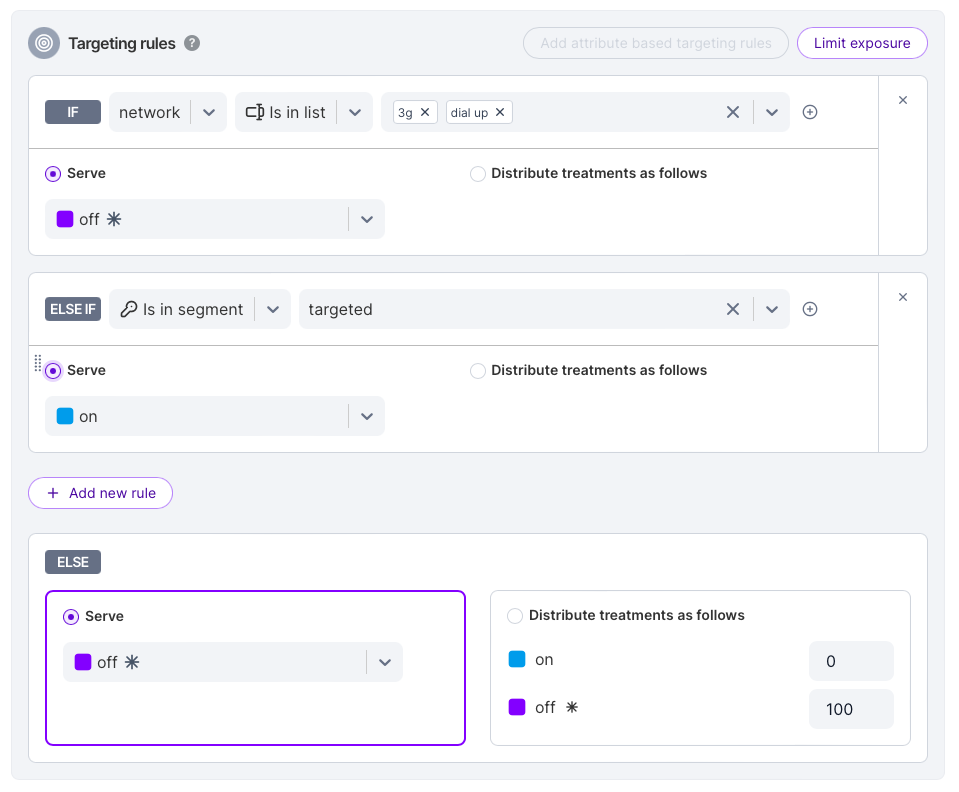 Targeting rules ?
Add attribute based targeting rules
Limit exposure
IF network Is in list 3g dial up
Serve
Distribute treatments as follows
off
ELSE IF Is in segment targeted
Serve
Distribute treatments as follows
on
+ Add new rule
ELSE
Serve
Distribute treatments as follows
off
on 0
off 100